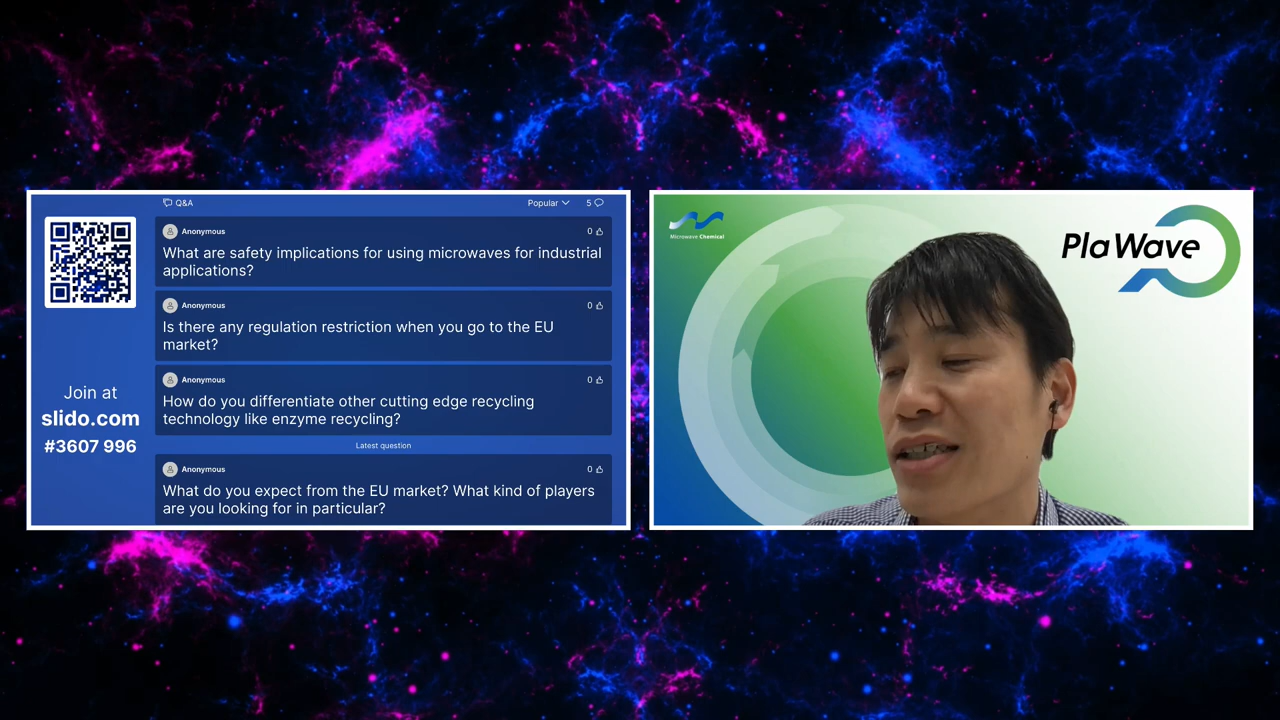 Q&A
Popular
5
Anonymous
0
What are safety implications for using microwaves for industrial
applications?
Anonymous
0
Is there any regulation restriction when you go to the EU
market?
Anonymous
0
How do you differentiate other cutting edge recycling
technology like enzyme recycling?
Latest question
Anonymous
0
What do you expect from the EU market? What kind of players
are you looking for in particular?
Join at
slido.com
#3607 996
Microwave Chemical
PlaWave